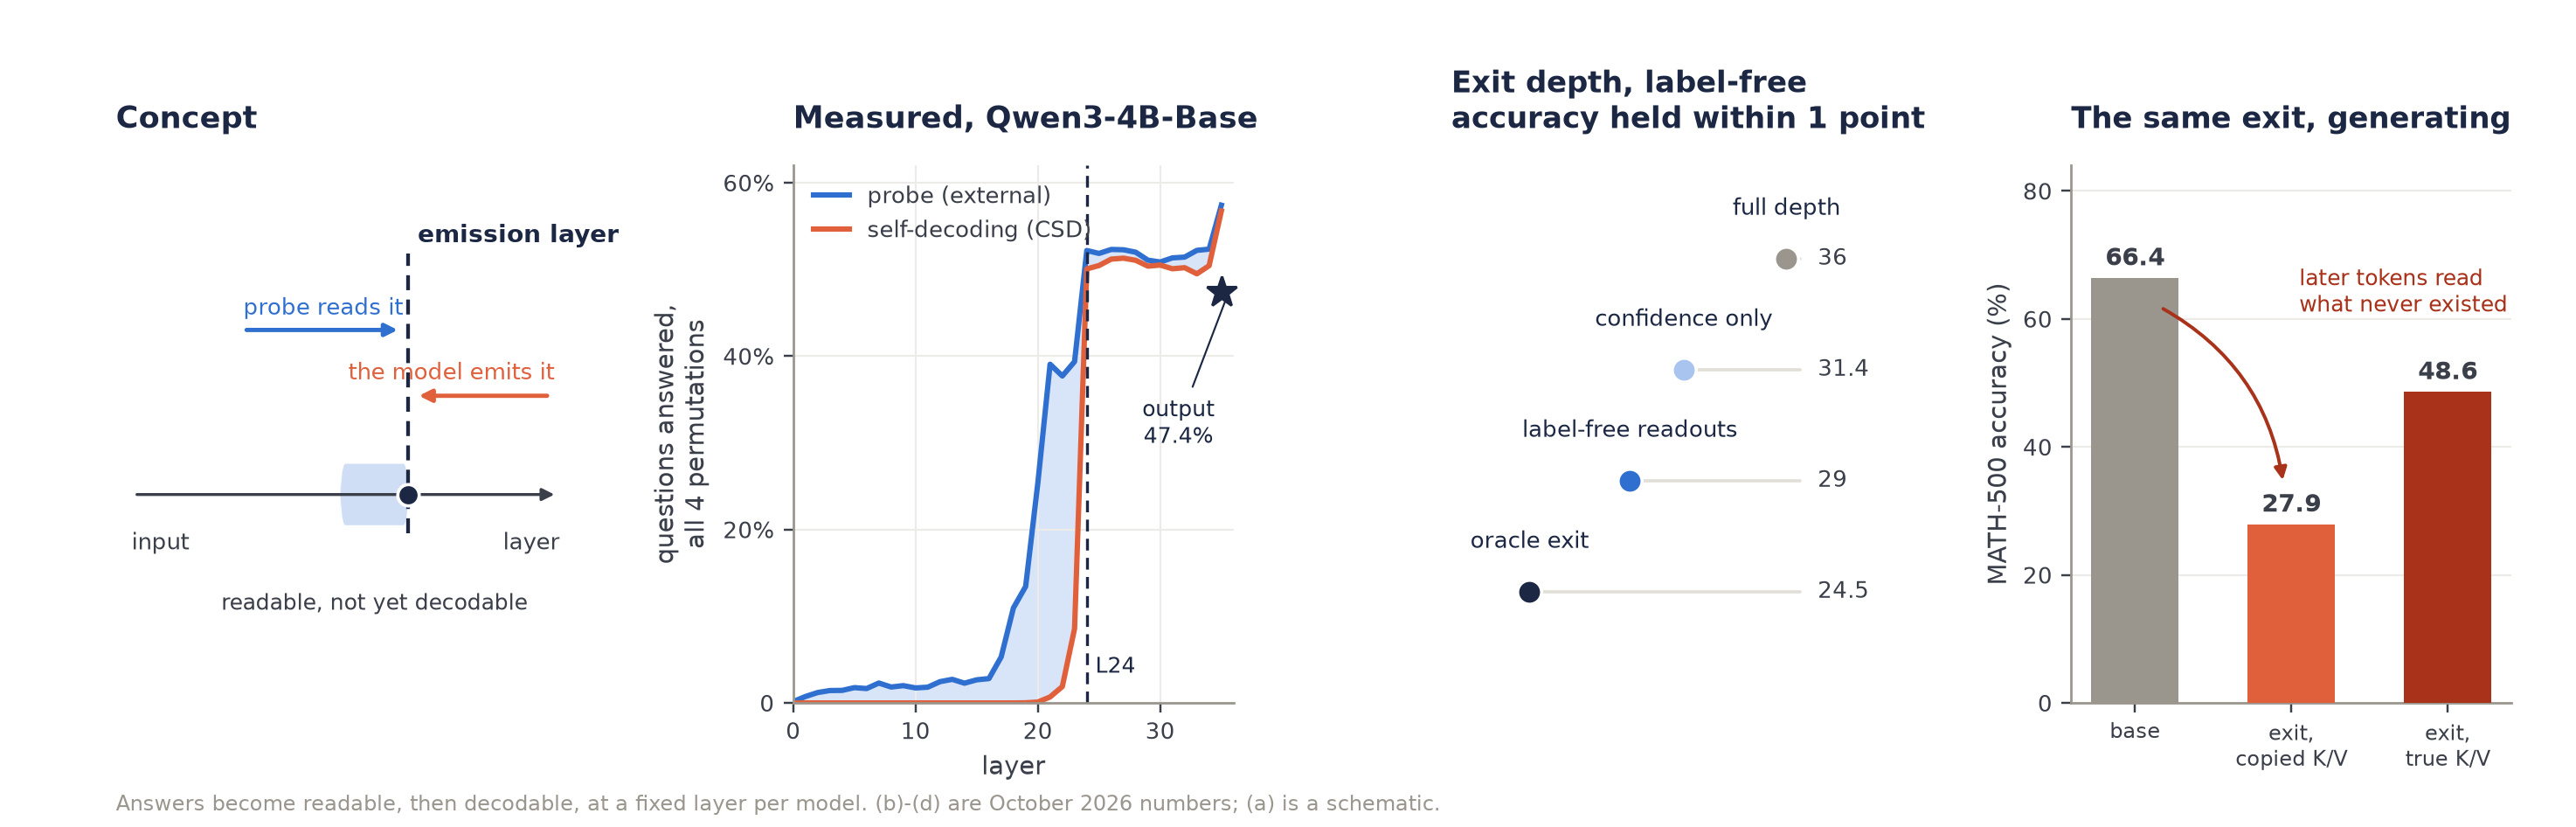 Concept
emission layer
probe reads it
the model emits it
input
layer
readable, not yet decodable
Measured, Qwen3-4B-Base
questions answered,
all 4 permutations
60%
40%
20%
0
probe (external)
self-decoding (CSD)
output
47.4%
L24
0
10
20
30
layer
Exit depth, label-free
accuracy held within 1 point
full depth
36
confidence only
31.4
label-free readouts
29
oracle exit
24.5
The same exit, generating
MATH-500 accuracy (%)
80
60
40
20
0
66.4
later tokens read
what never existed
27.9
48.6
base
exit,
copied K/V
exit,
true K/V
Answers become readable, then decodable, at a fixed layer per model. (b)-(d) are October 2026 numbers; (a) is a schematic.